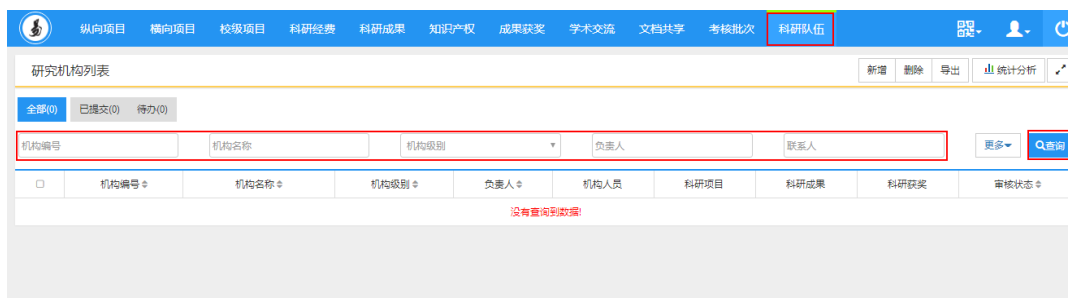 纵向项目 横向项目 校级项目 科研经费 科研成果 知识产权 成果获奖 学术交流 文档共享 考核批次 科研队伍
研究机构列表 新增 删除 导出 统计分析
全部(0) 已提交(0) 待办(0)
机构编号 机构名称 机构级别 负责人 联系人 更多 查询
机构编号 机构名称 机构级别 负责人 机构人员 科研项目 科研成果 科研获奖 审核状态
没有查询到数据!